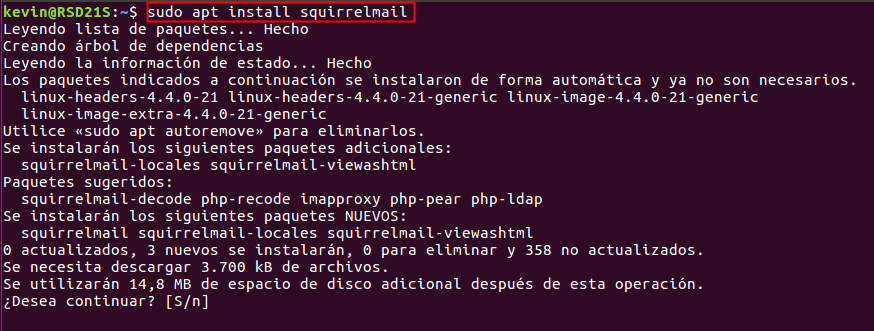 kevin@RSD21S:~$ sudo apt install squirrelmail
Leyendo lista de paquetes... Hecho
Creando árbol de dependencias
Leyendo la información de estado... Hecho
Los paquetes indicados a continuación se instalaron de forma automática y ya no son necesarios.
linux-headers-4.4.0-21 linux-headers-4.4.0-21-generic linux-image-4.4.0-21-generic
linux-image-extra-4.4.0-21-generic
Utilice «sudo apt autoremove» para eliminarlos.
Se instalarán los siguientes paquetes adicionales:
squirrelmail-locales squirrelmail-viewashtml
Paquetes sugeridos:
squirrelmail-decode php-recode imapproxy php-pear php-ldap
Se instalarán los siguientes paquetes NUEVOS:
squirrelmail squirrelmail-locales squirrelmail-viewashtml
0 actualizados, 3 nuevos se instalarán, 0 para eliminar y 358 no actualizados.
Se necesita descargar 3.700 kB de archivos.
Se utilizarán 14,8 MB de espacio de disco adicional después de esta operación.
¿Desea continuar? [S/n]